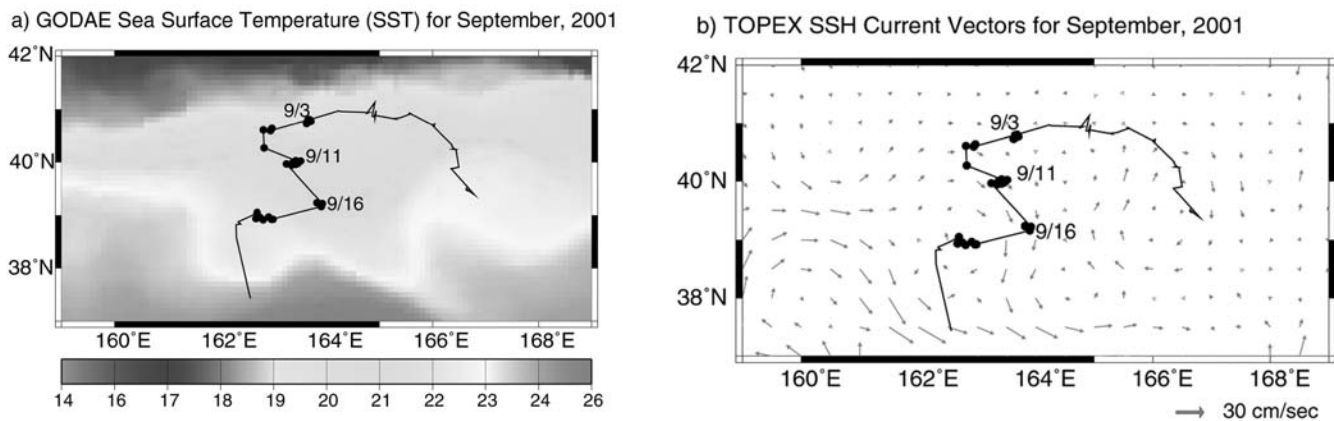 a) GODAE Sea Surface Temperature (SST) for September, 2001
42˚N
40˚N
38˚N
9/3
9/11
9/16
160˚E 162˚E 164˚E 166˚E 168˚E
14 16 17 18 19 20 21 22 23 24 26
b) TOPEX SSH Current Vectors for September, 2001
42˚N
40˚N
38˚N
9/3
9/11
9/16
160˚E 162˚E 164˚E 166˚E 168˚E
30 cm/sec